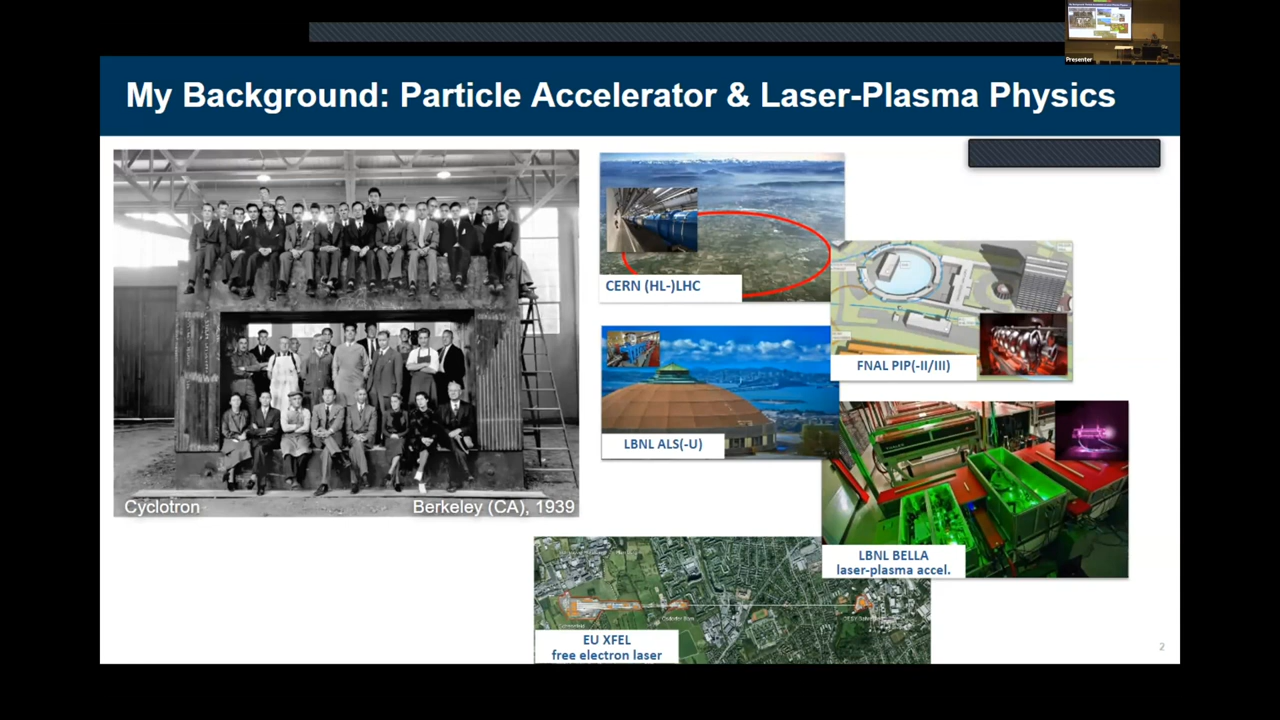 Presenter
My Background: Particle Accelerator & Laser-Plasma Physics
Cyclotron
Berkeley (CA), 1939
CERN (HL-)LHC
FNAL PIP(-II/III)
LBNL ALS(-U)
LBNL BELLA
laser-plasma accel.
EU XFEL
free electron laser
2